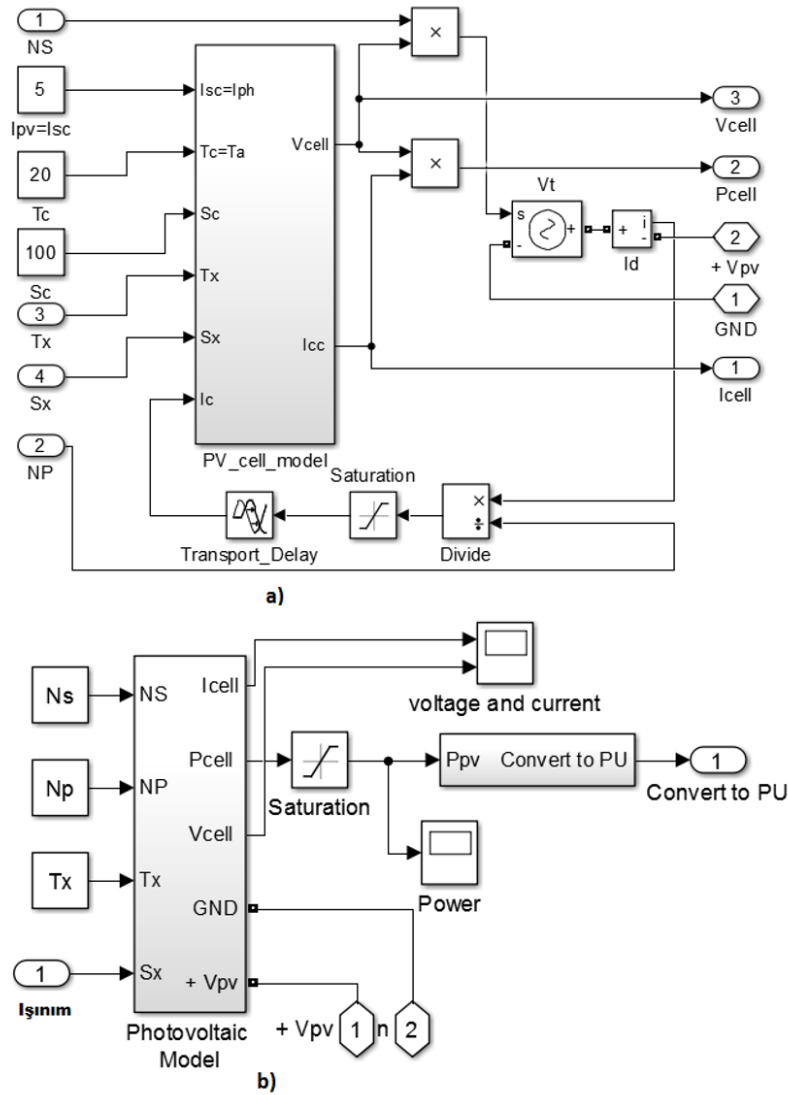 1
NS
5
Ipv=Isc
20
Tc
100
Sc
3
Tx
4
Sx
2
NP
Isc=Iph
Tc=Ta
Sc
Tx
Sx
Ic
Vcell
Icc
PV_cell_model
×
×
Vt
s
+
-
+
i
-
Id
3
Vcell
2
Pcell
2
+ Vpv
1
GND
1
Icell
Transport_Delay
Saturation
×
÷
Divide
a)
Ns
Np
Tx
1
Işınım
NS
NP
Tx
Sx
Icell
Pcell
Vcell
GND
+ Vpv
Photovoltaic
Model
voltage and current
Saturation
Ppv Convert to PU
1
Convert to PU
Power
+ Vpv 1 n 2
b)